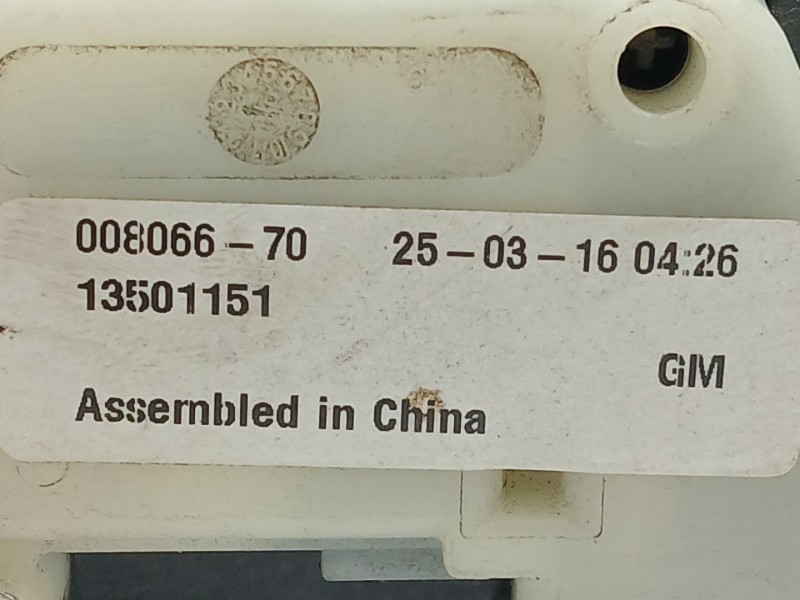 008066-70 25-03-16 04:26
13501151
GM
Assembled in China